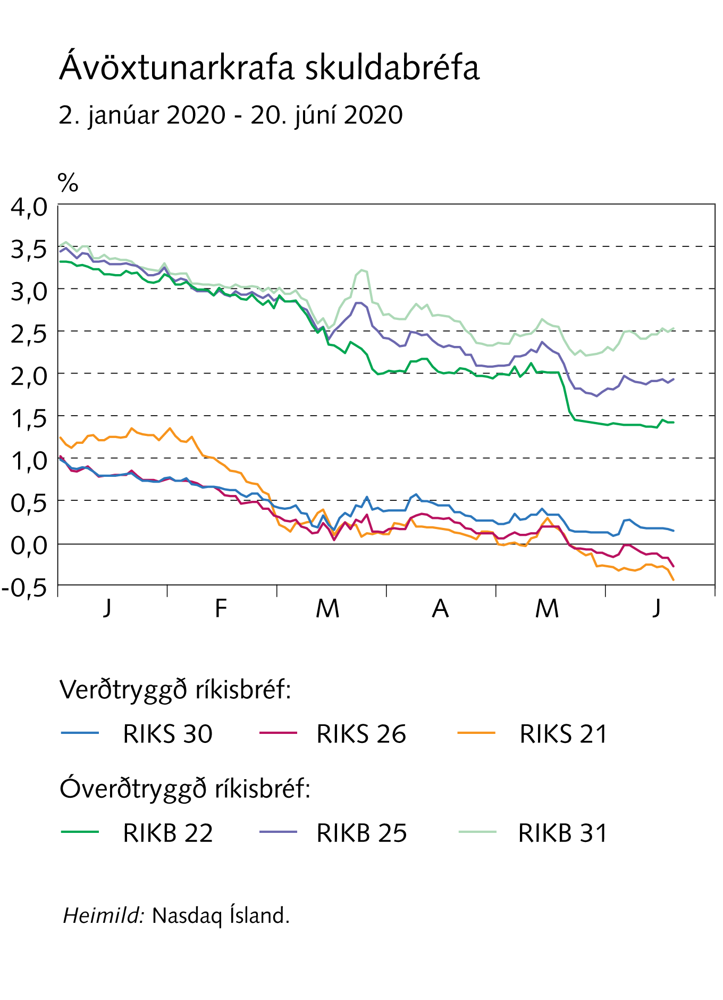 Ávöxtunarkrafa skuldabréfa
2. janúar 2020 - 20. júní 2020
%
4,0
3,5
3,0
2,5
2,0
1,5
1,0
0,5
0,0
-0,5
J F M A M J
Verðtryggð ríkisbréf:
RIKS 30 RIKS 26 RIKS 21
Óverðtryggð ríkisbréf:
RIKB 22 RIKB 25 RIKB 31
Heimild: Nasdaq Ísland.